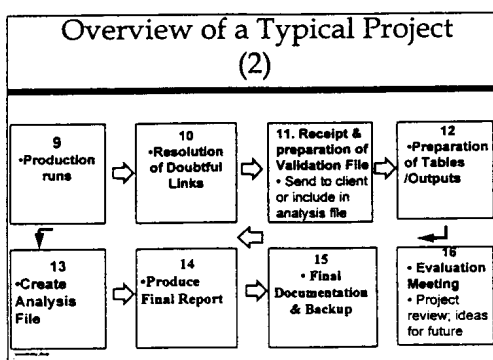 Overview of a Typical Project
(2)
9
•Production
runs
10
•Resolution
of Doubtful
Links
11. Receipt &
preparation of
Validation File
• Send to client
or include in
analysis file
12
•Preparation
of Tables
/Outputs
13
•Create
Analysis
File
14
•Produce
Final Report
15
• Final
Documentation
& Backup
16
• Evaluation
Meeting
• Project
review; ideas
for future